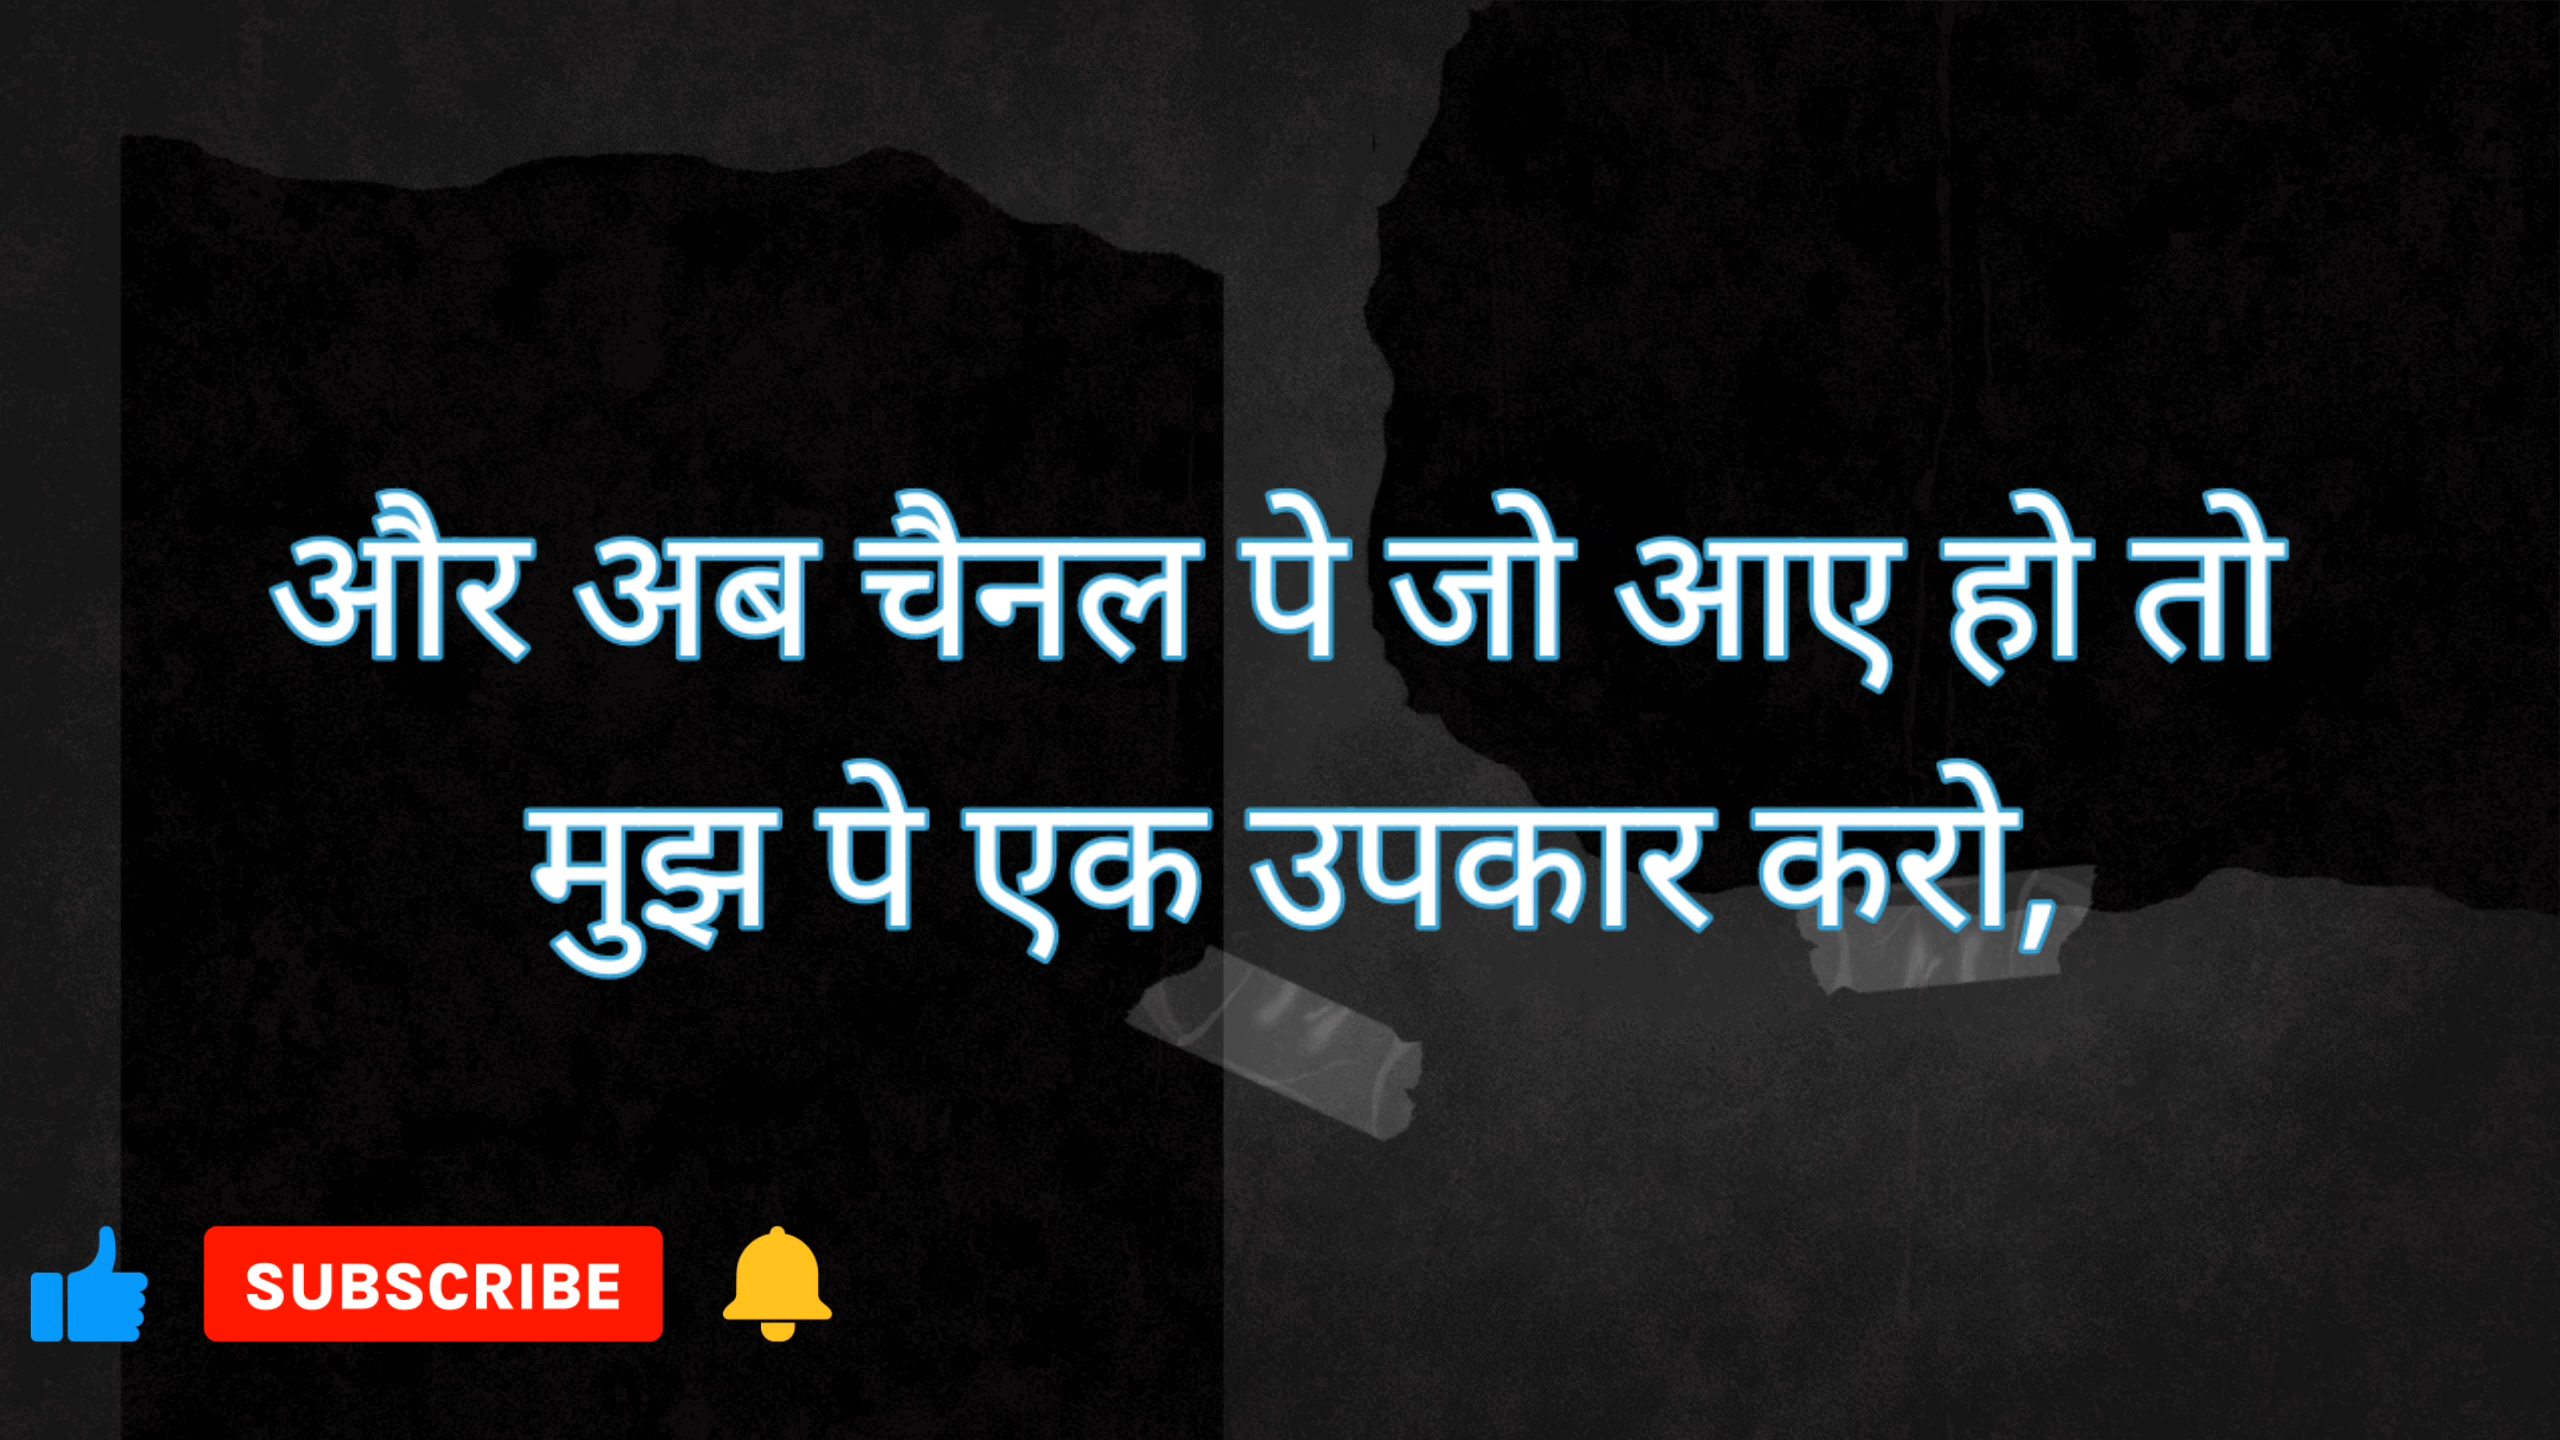 और अब चैनल पे जो आए हो तो
मुझ पे एक उपकार करो,
SUBSCRIBE